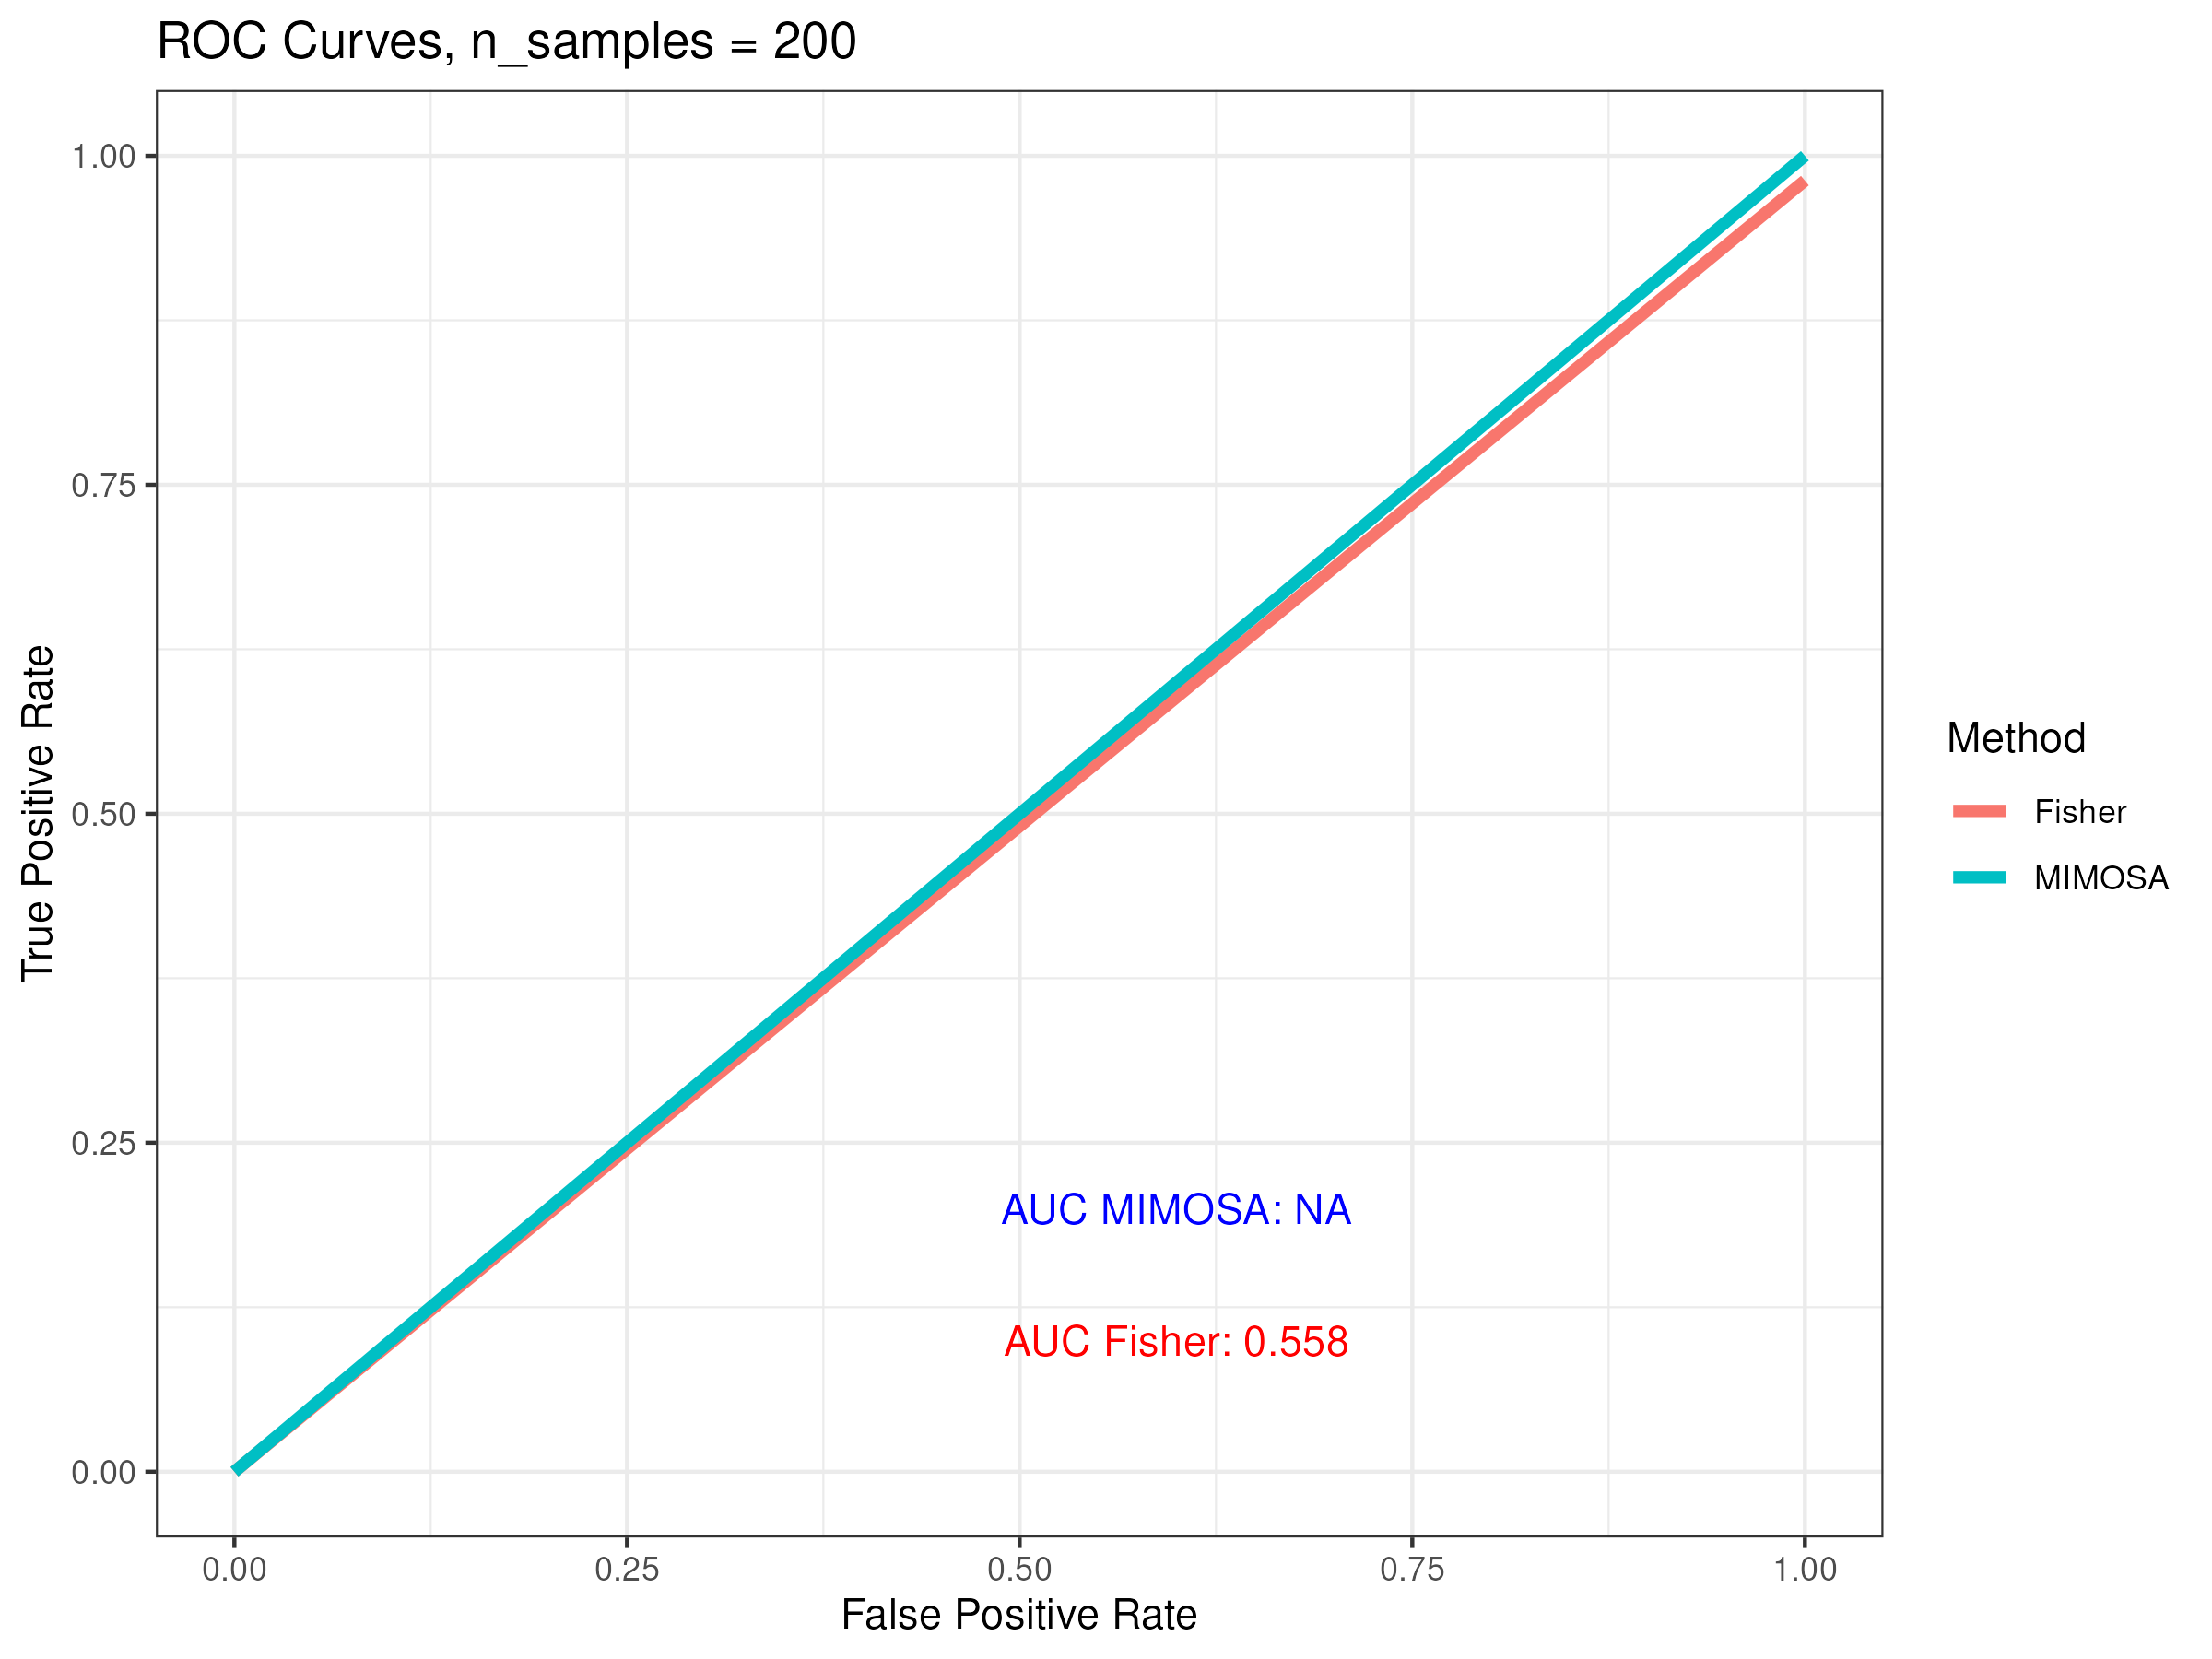 ROC Curves, n_samples = 200
1.00
0.75
0.50
0.25
0.00
True Positive Rate
AUC MIMOSA: NA
AUC Fisher: 0.558
0.00 0.25 0.50 0.75 1.00
False Positive Rate
Method
Fisher
MIMOSA